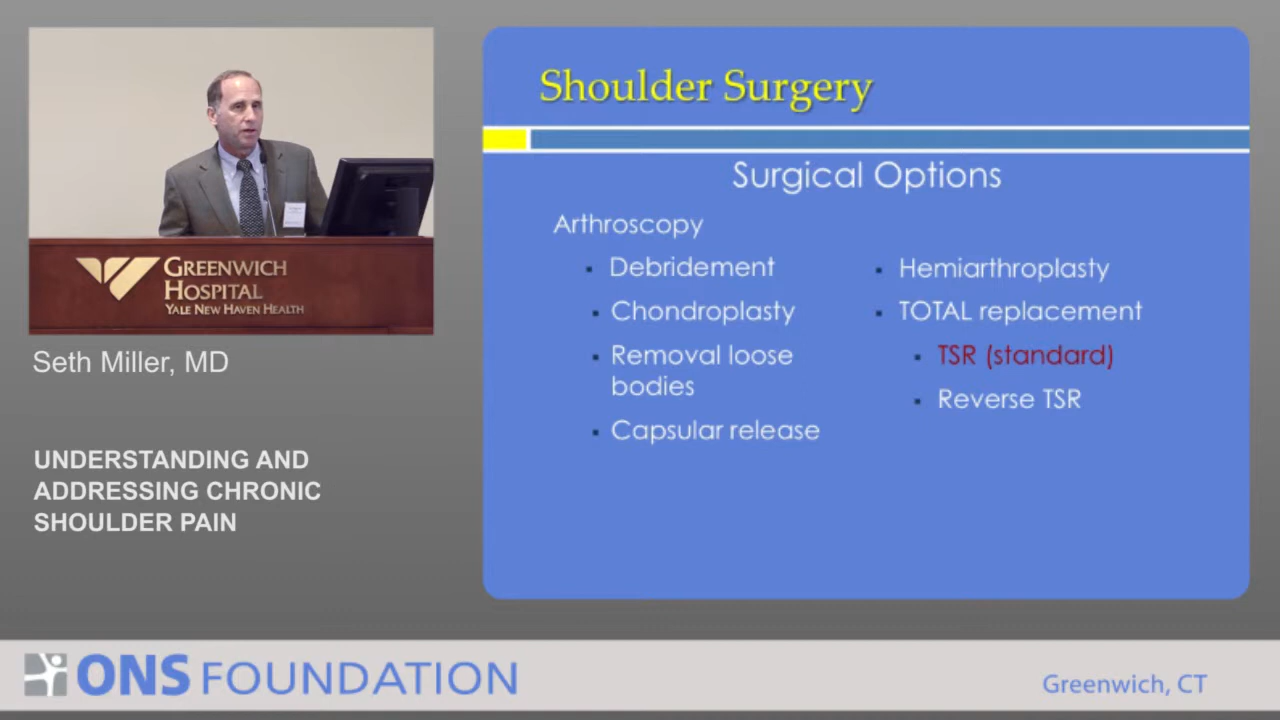 GREENWICH
HOSPITAL
YALE NEW HAVEN HEALTH
Seth Miller, MD
UNDERSTANDING AND
ADDRESSING CHRONIC
SHOULDER PAIN
Shoulder Surgery
Surgical Options
Arthroscopy
▪ Debridement
▪ Chondroplasty
▪ Removal loose
bodies
▪ Capsular release
▪ Hemiarthroplasty
▪ TOTAL replacement
▪ TSR (standard)
▪ Reverse TSR
ONS FOUNDATION
Greenwich, CT